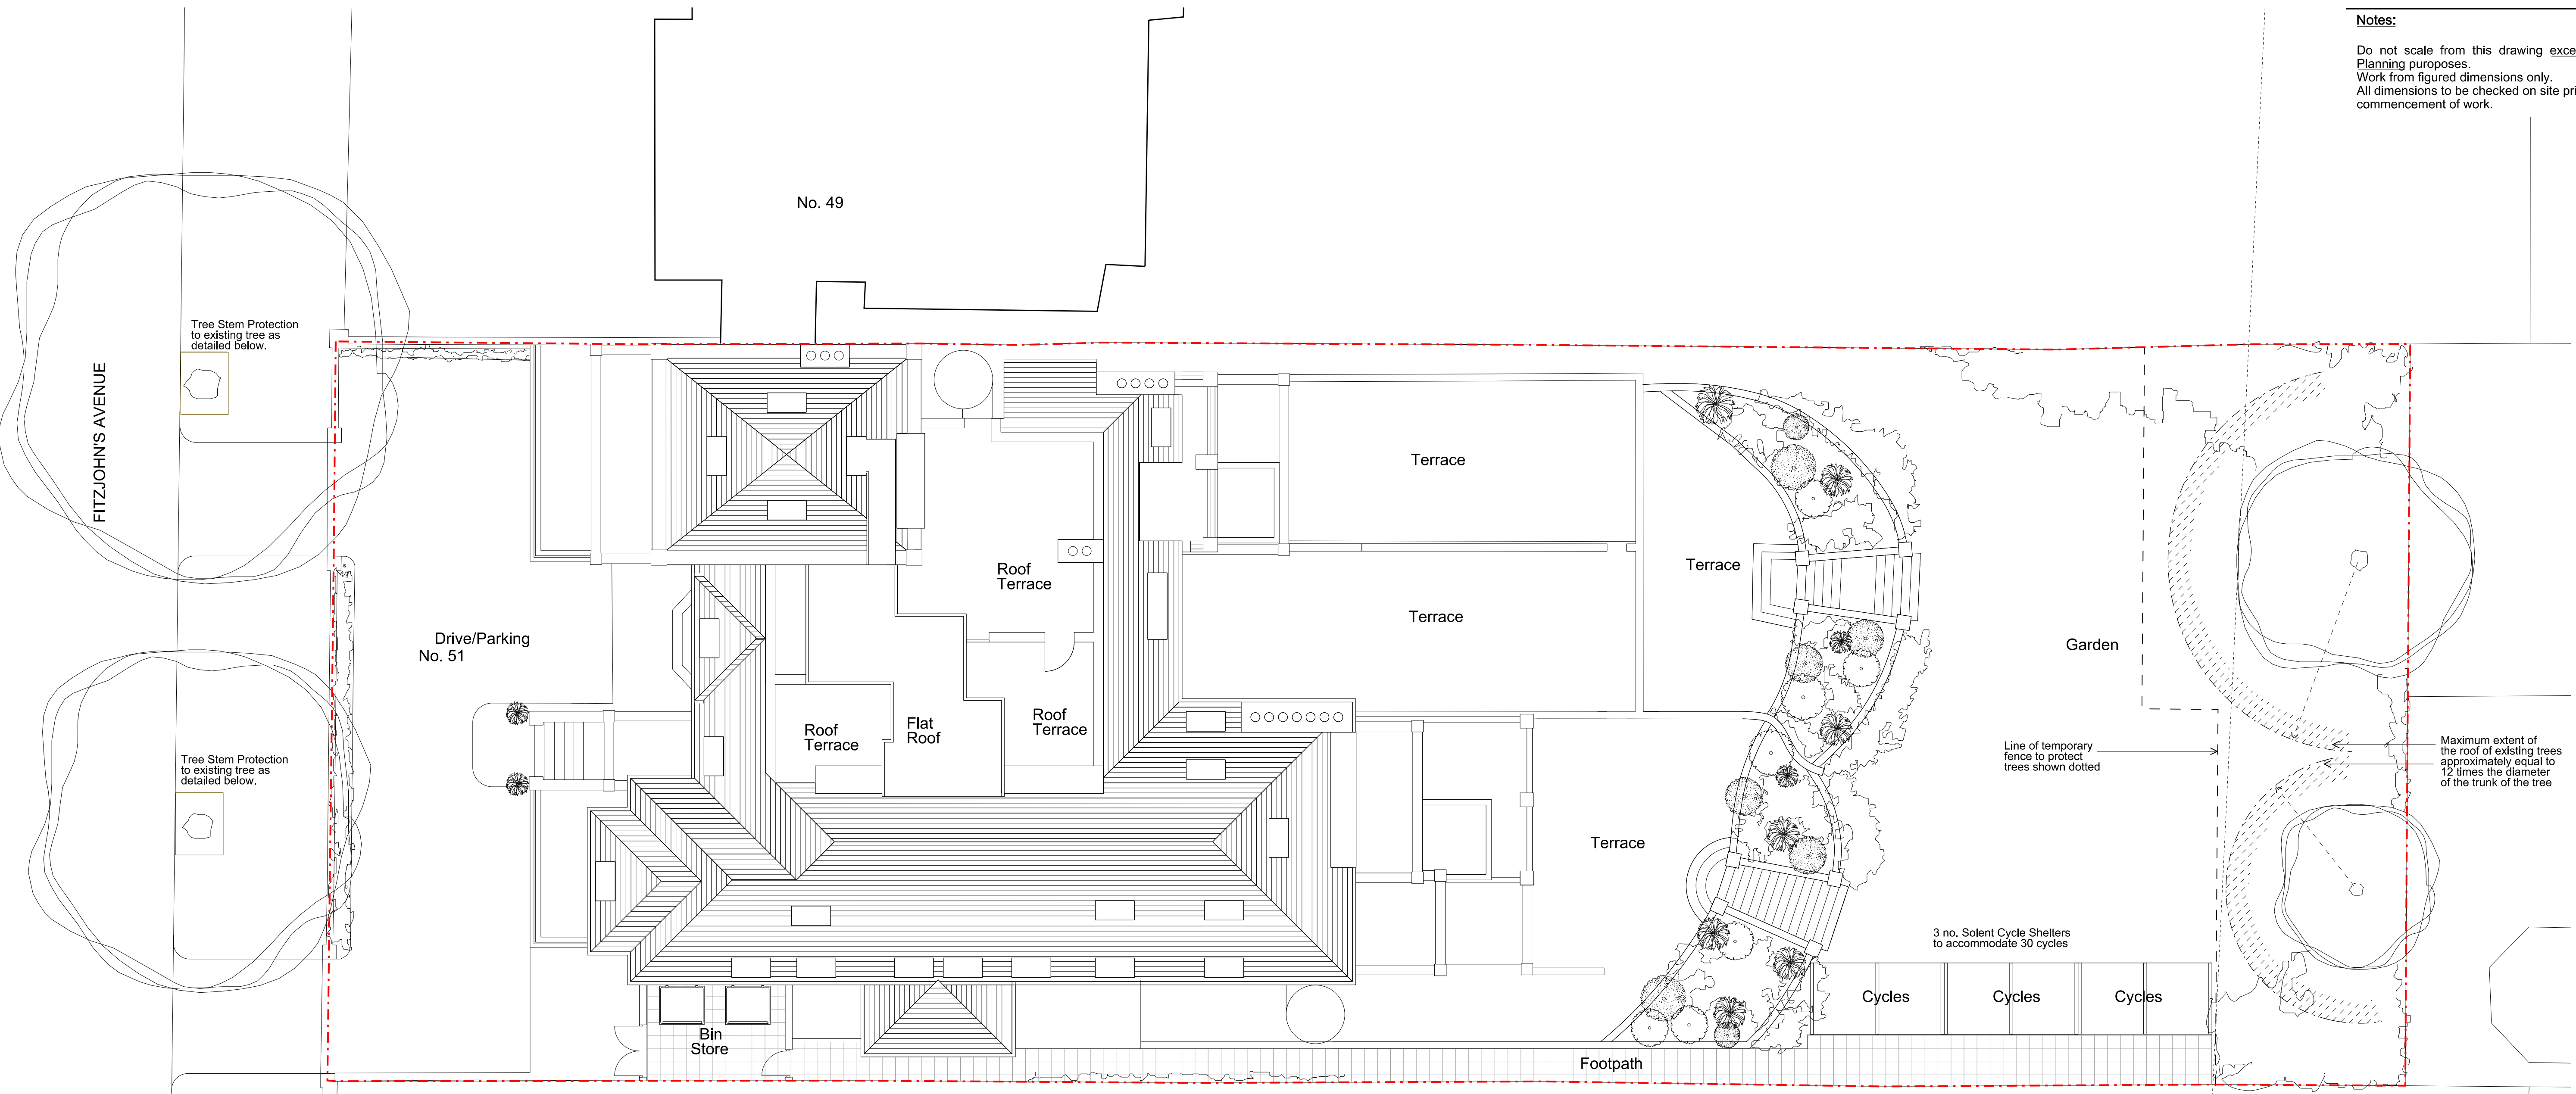 Notes:
Do not scale from this drawing
Planning puroposes.
Work from figured dimensions only.
All dimensions to be checked on site
commencement of work.
No. 49
FITZJOHN'S AVENUE
Tree Stem Protection
to existing tree as
detailed below.
Drive/Parking
No. 51
Tree Stem Protection
to existing tree as
detailed below.
Roof
Terrace
Roof
Terrace
Flat
Roof
Roof
Terrace
Terrace
Terrace
Terrace
Terrace
Garden
Line of temporary
fence to protect
trees shown dotted
Maximum extent of
the roof of existing trees
approximately equal to
12 times the diameter
of the trunk of the tree
3 no. Solent Cycle Shelters
to accommodate 30 cycles
Cycles
Cycles
Cycles
Bin
Store
Footpath